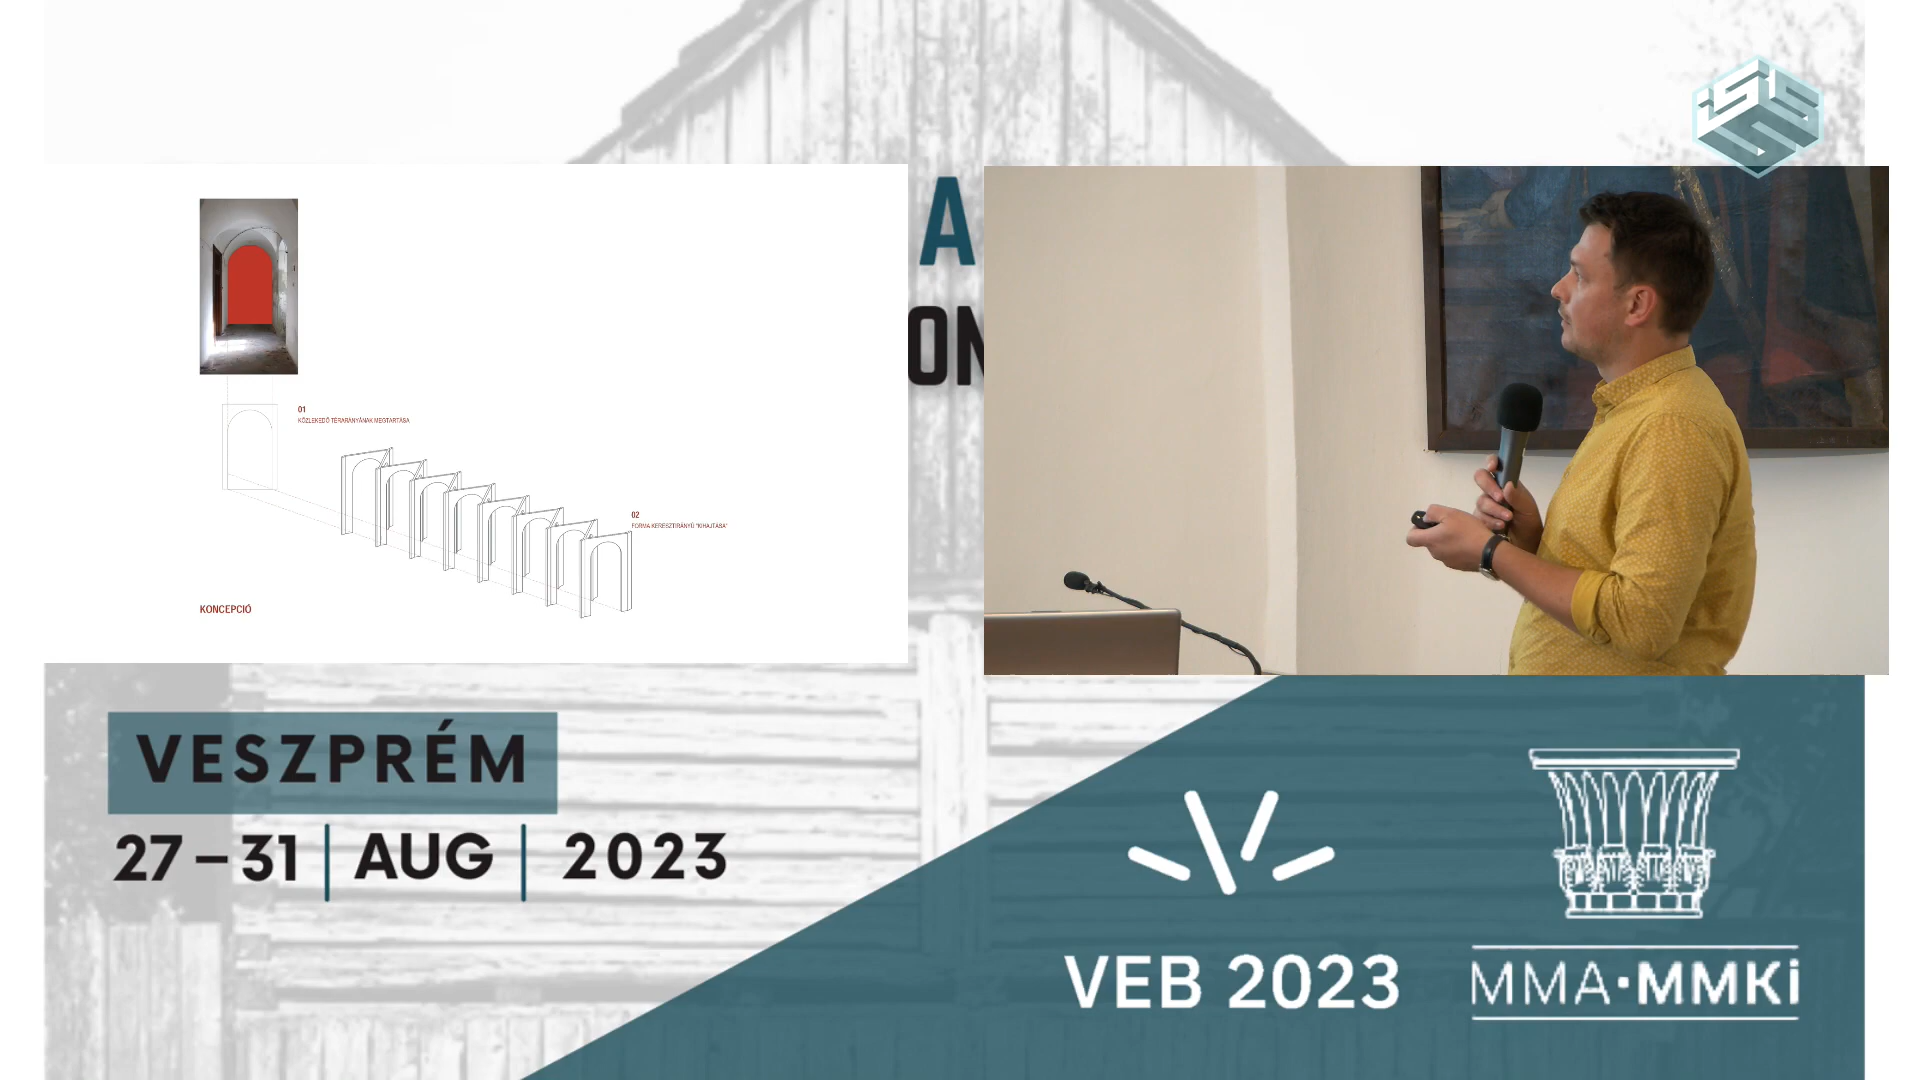 A
ON
01
KÖZLEKEDŐ TÉRARÁNYÁNAK MEGTARTÁSA
02
FORMA KERESZTIRÁNYÚ "KIHAJTÁSA"
KONCEPCIÓ
VESZPRÉM
27–31 | AUG | 2023
VEB 2023
MMA•MMKi